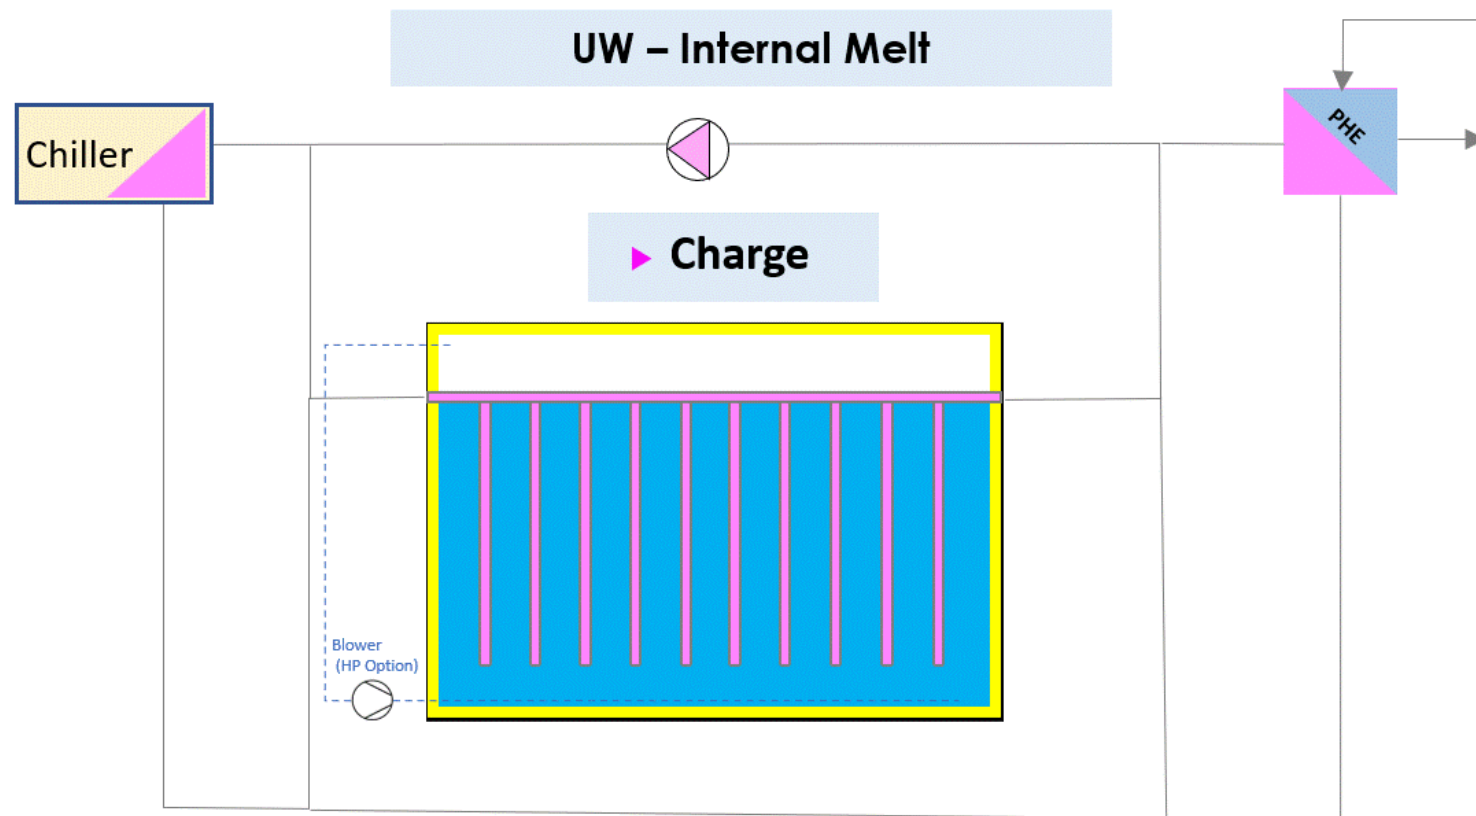 UW – Internal Melt
Chiller
PHE
Charge
Blower
(HP Option)